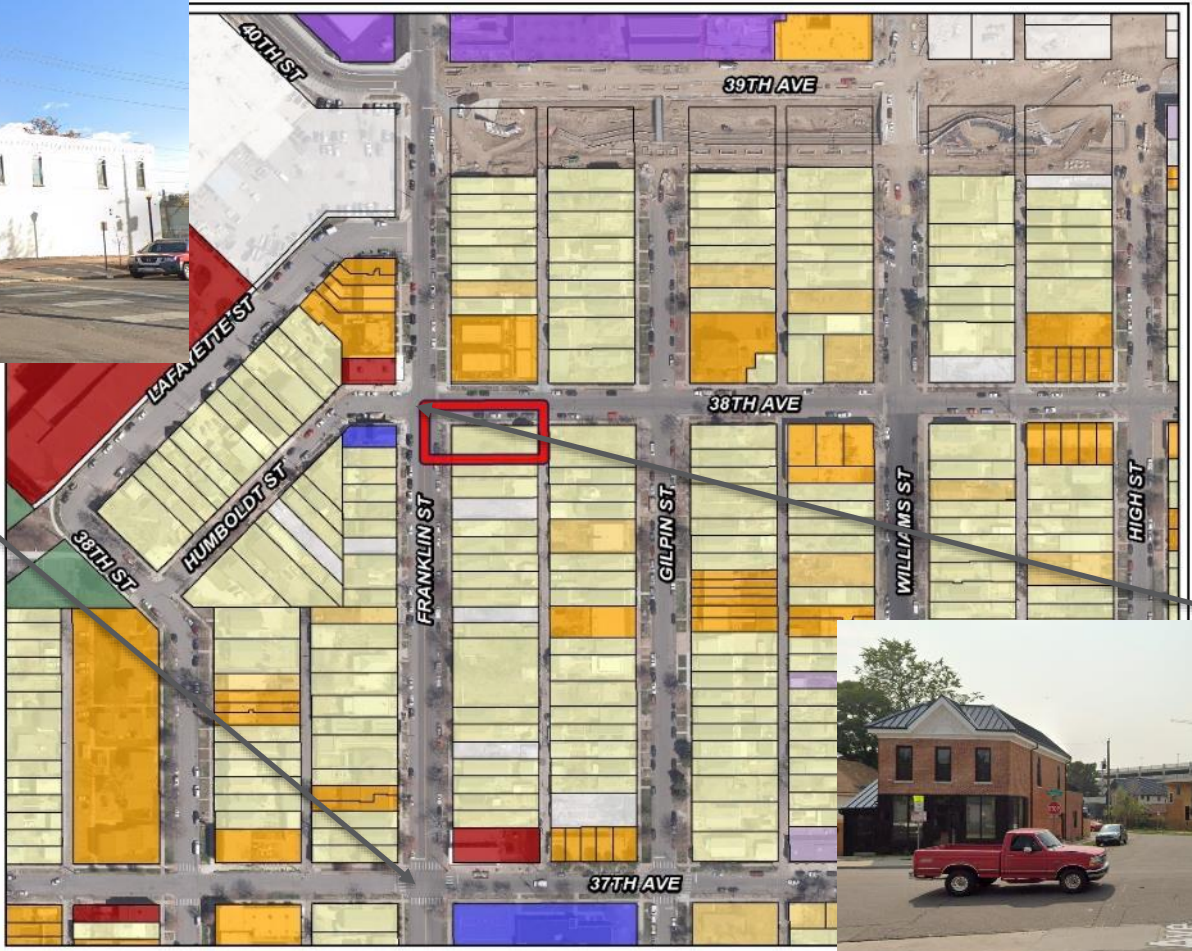 40TH ST
39TH AVE
LAFAYETTE ST
38TH AVE
HUMBOLDT ST
38TH ST
FRANKLIN ST
GILPIN ST
WILLIAMS ST
HIGH ST
37TH AVE
Ave